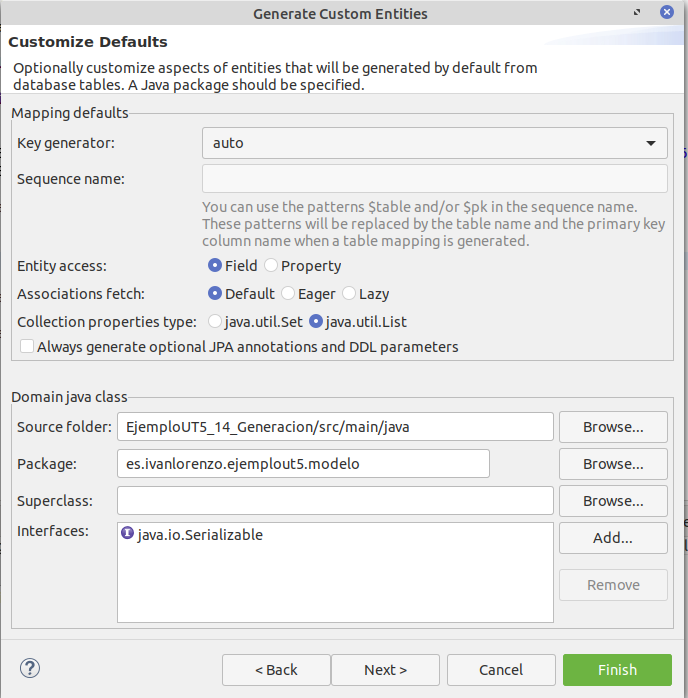 Generate Custom Entities
Customize Defaults
Optionally customize aspects of entities that will be generated by default from
database tables. A Java package should be specified.
Mapping defaults
Key generator: auto
Sequence name:
You can use the patterns $table and/or $pk in the sequence name.
These patterns will be replaced by the table name and the primary key
column name when a table mapping is generated.
Entity access: Field Property
Associations fetch: Default Eager Lazy
Collection properties type: java.util.Set java.util.List
Always generate optional JPA annotations and DDL parameters
Domain java class
Source folder: EjemploUT5_14_Generacion/src/main/java Browse...
Package: es.ivanlorenzo.ejemplout5.modelo Browse...
Superclass: Browse...
Interfaces: I java.io.Serializable Add...
Remove
? < Back Next > Cancel Finish